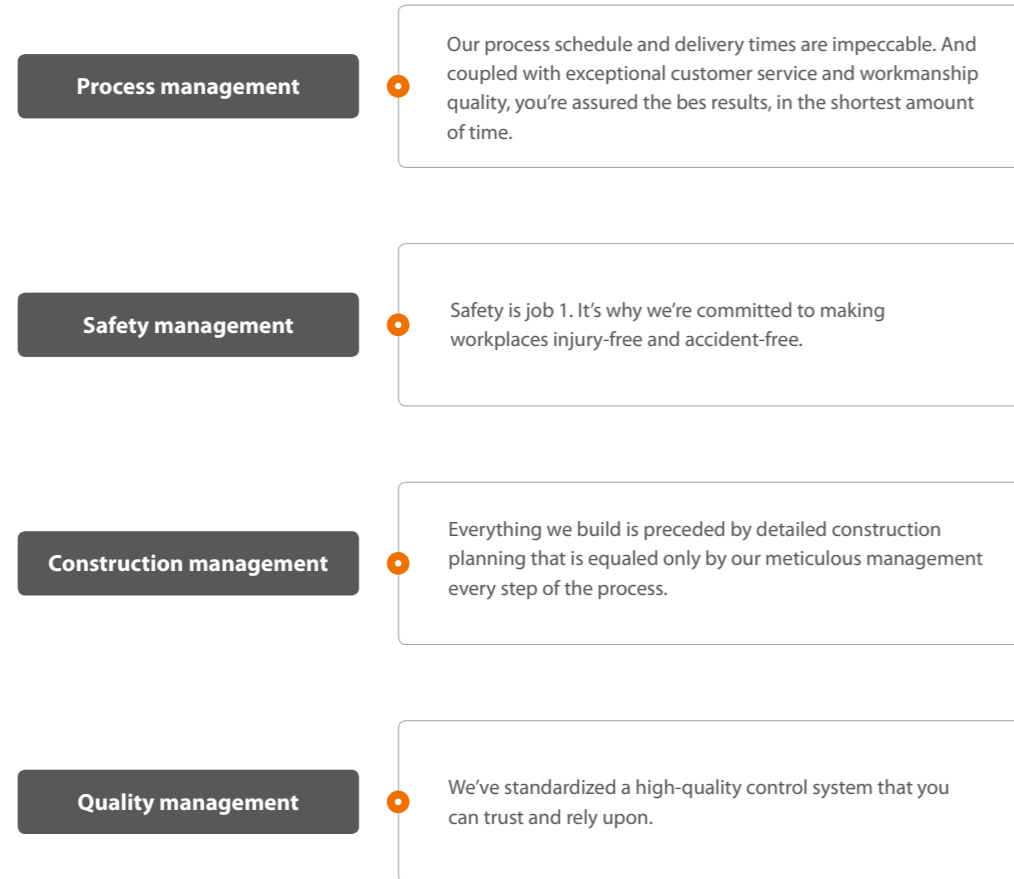 Process management
Our process schedule and delivery times are impeccable. And
coupled with exceptional customer service and workmanship
quality, you’re assured the bes results, in the shortest amount
of time.
Safety management
Safety is job 1. It’s why we’re committed to making
workplaces injury-free and accident-free.
Construction management
Everything we build is preceded by detailed construction
planning that is equaled only by our meticulous management
every step of the process.
Quality management
We’ve standardized a high-quality control system that you
can trust and rely upon.